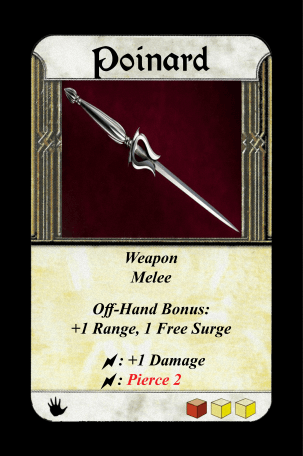 Poinard
Weapon
Melee
Off-Hand Bonus:
+1 Range, 1 Free Surge
: +1 Damage
: Pierce 2